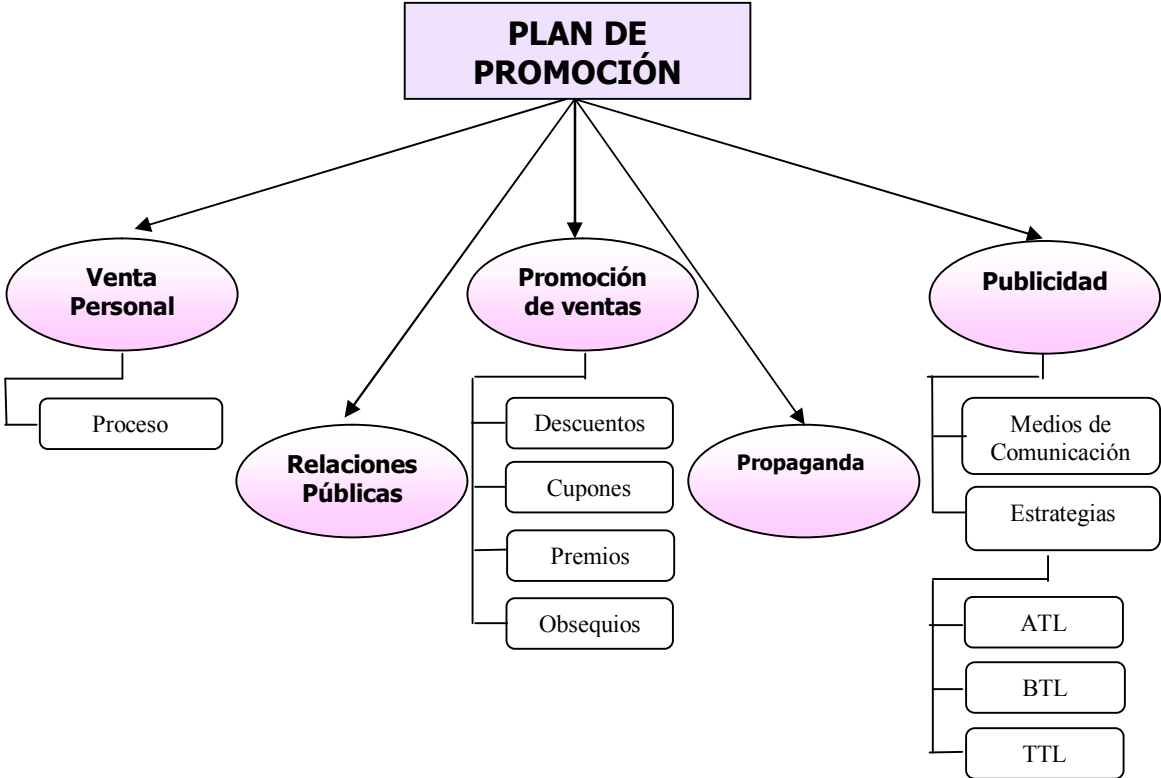 PLAN DE
PROMOCIÓN
Venta
Personal
Proceso
Relaciones
Públicas
Promoción
de ventas
Descuentos
Cupones
Premios
Obsequios
Propaganda
Publicidad
Medios de
Comunicación
Estrategias
ATL
BTL
TTL